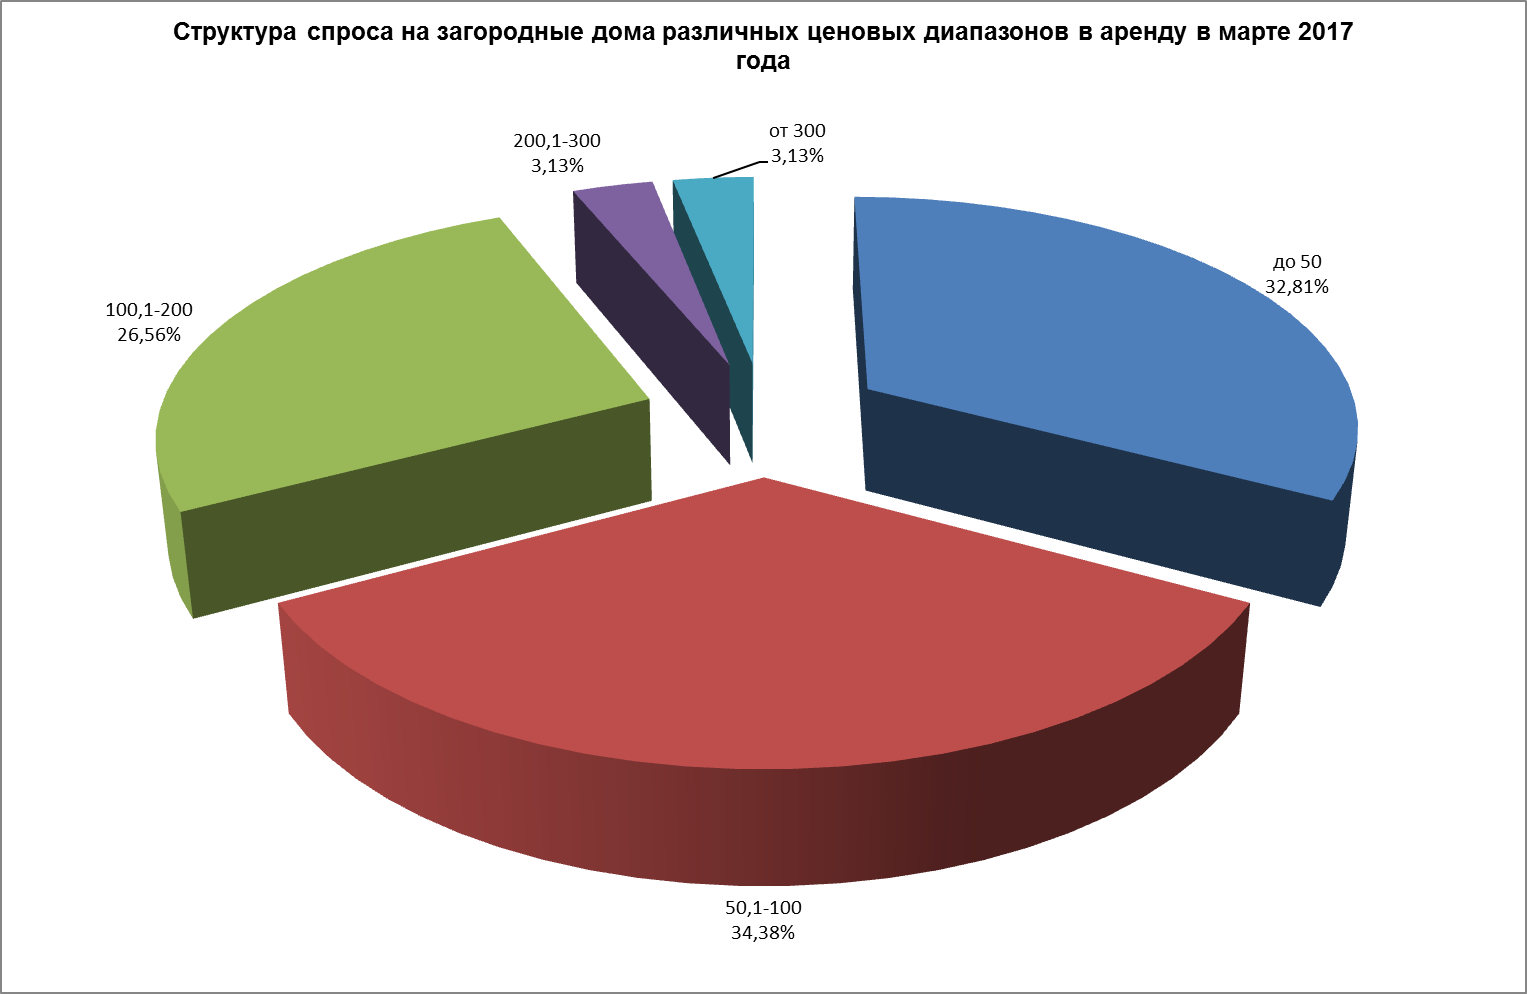 Структура спроса на загородные дома различных ценовых диапазонов в аренду в марте 2017
года
от 300
3,13%
200,1-300
3,13%
до 50
32,81%
100,1-200
26,56%
50,1-100
34,38%